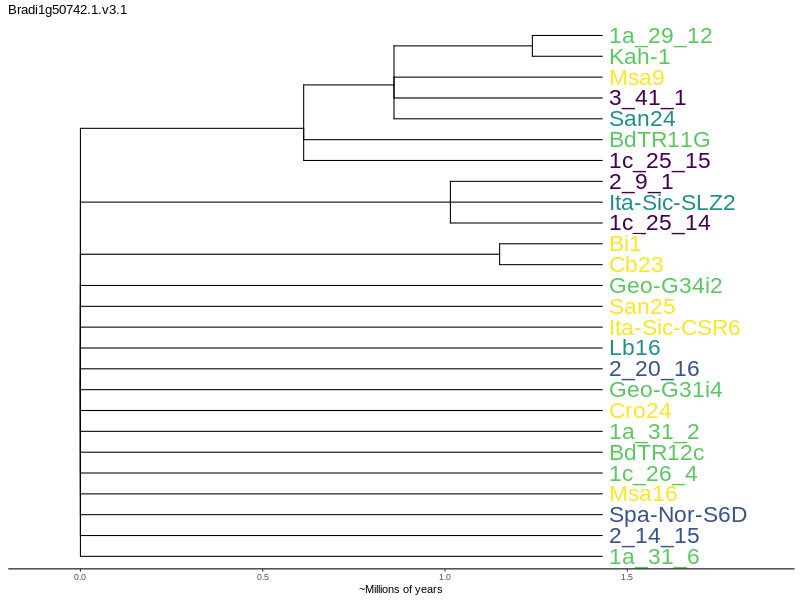 Bradi1g50742.1.v3.1
1a_29_12
Kah-1
Msa9
3_41_1
San24
BdTR11G
1c_25_15
2_9_1
Ita-Sic-SLZ2
1c_25_14
Bi1
Cb23
Geo-G34i2
San25
Ita-Sic-CSR6
Lb16
2_20_16
Geo-G31i4
Cro24
1a_31_2
BdTR12c
1c_26_4
Msa16
Spa-Nor-S6D
2_14_15
1a_31_6
0.0 0.5 1.0 1.5
~Millions of years